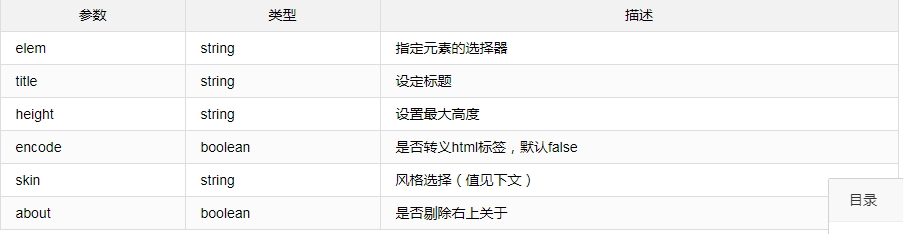 参数 类型 描述
elem string 指定元素的选择器
title string 设定标题
height string 设置最大高度
encode boolean 是否转义html标签，默认false
skin string 风格选择（值见下文）
about boolean 是否剔除右上关于
目录